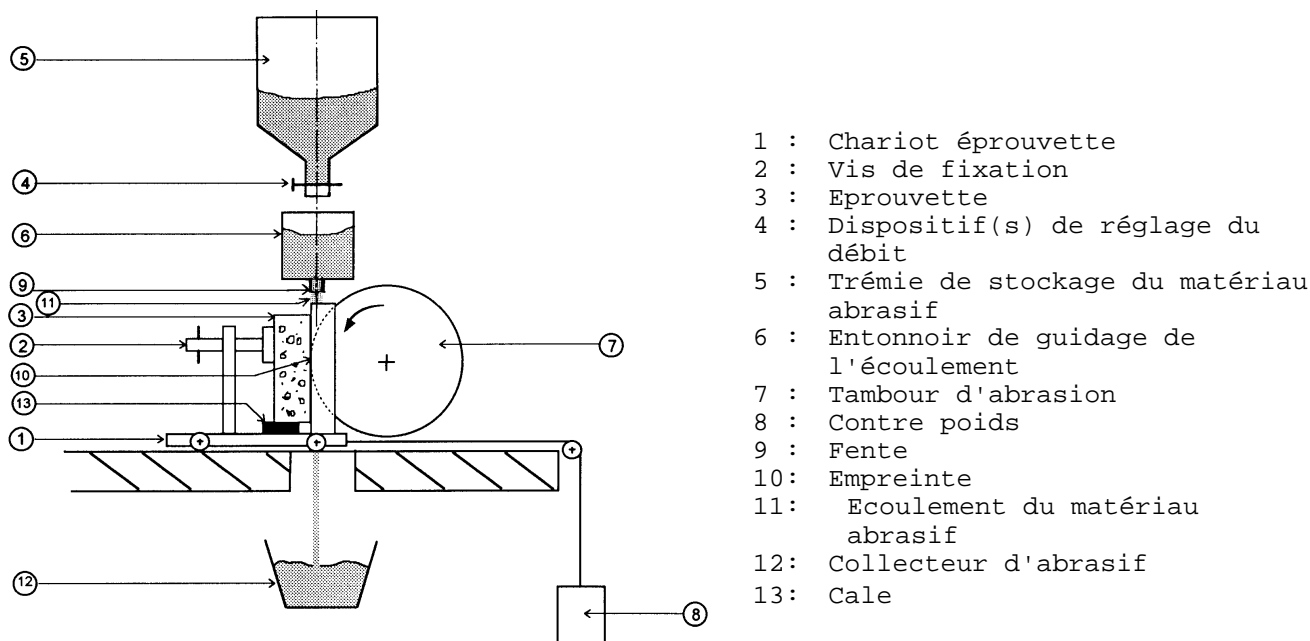 5
4
6
9
11
3
2
10
13
1
12
7
8
1 : Chariot éprouvette
2 : Vis de fixation
3 : Eprouvette
4 : Dispositif(s) de réglage du
débit
5 : Trémie de stockage du matériau
abrasif
6 : Entonnoir de guidage de
l'écoulement
7 : Tambour d'abrasion
8 : Contre poids
9 : Fente
10: Empreinte
11: Ecoulement du matériau
abrasif
12: Collecteur d'abrasif
13: Cale